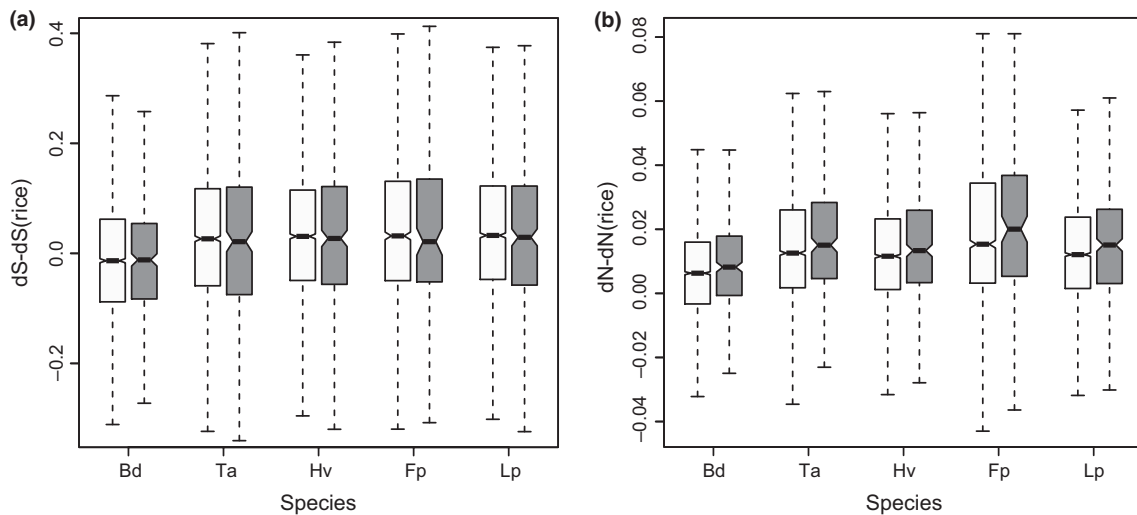 (a)
dS-dS(rice)
0.4
0.2
0.0
−0.2
Bd Ta Hv Fp Lp
Species
(b)
dN-dN(rice)
0.08
0.06
0.04
0.02
0.00
−0.02
−0.04
Bd Ta Hv Fp Lp
Species